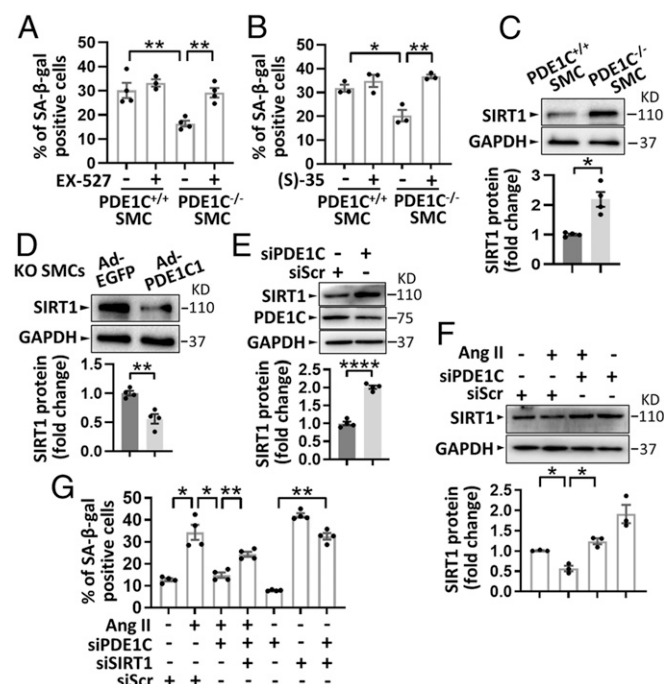 A
% of SA-β-gal
positive cells
50
40
30
20
10
0
** **
EX-527 - + - +
PDE1C+/+ PDE1C-/-
SMC SMC
B
% of SA-β-gal
positive cells
50
40
30
20
10
0
* **
(S)-35 - + - +
PDE1C+/+ PDE1C-/-
SMC SMC
C
PDE1C+/+ PDE1C-/-
SMC SMC
KD
SIRT1 -110
GAPDH -37
SIRT1 protein
(fold change)
3
2
1
0
*
D
KO SMCs
Ad- Ad-
EGFP PDE1C1
KD
SIRT1 -110
GAPDH -37
SIRT1 protein
(fold change)
1.5
1.0
0.5
0.0
**
E
siPDE1C - +
siScr + -
KD
SIRT1 -110
PDE1C -75
GAPDH -37
SIRT1 protein
(fold change)
2.5
2.0
1.5
1.0
0.5
0.0
****
F
Ang II - + + -
siPDE1C - - + +
siScr + + - -
KD
SIRT1 -110
GAPDH -37
SIRT1 protein
(fold change)
2.5
2.0
1.5
1.0
0.5
0.0
* *
G
% of SA-β-gal
positive cells
50
40
30
20
10
0
* * ** **
Ang II - + + + - - -
siPDE1C - - + + + - +
siSIRT1 - - - + - + +
siScr + + - - - - -